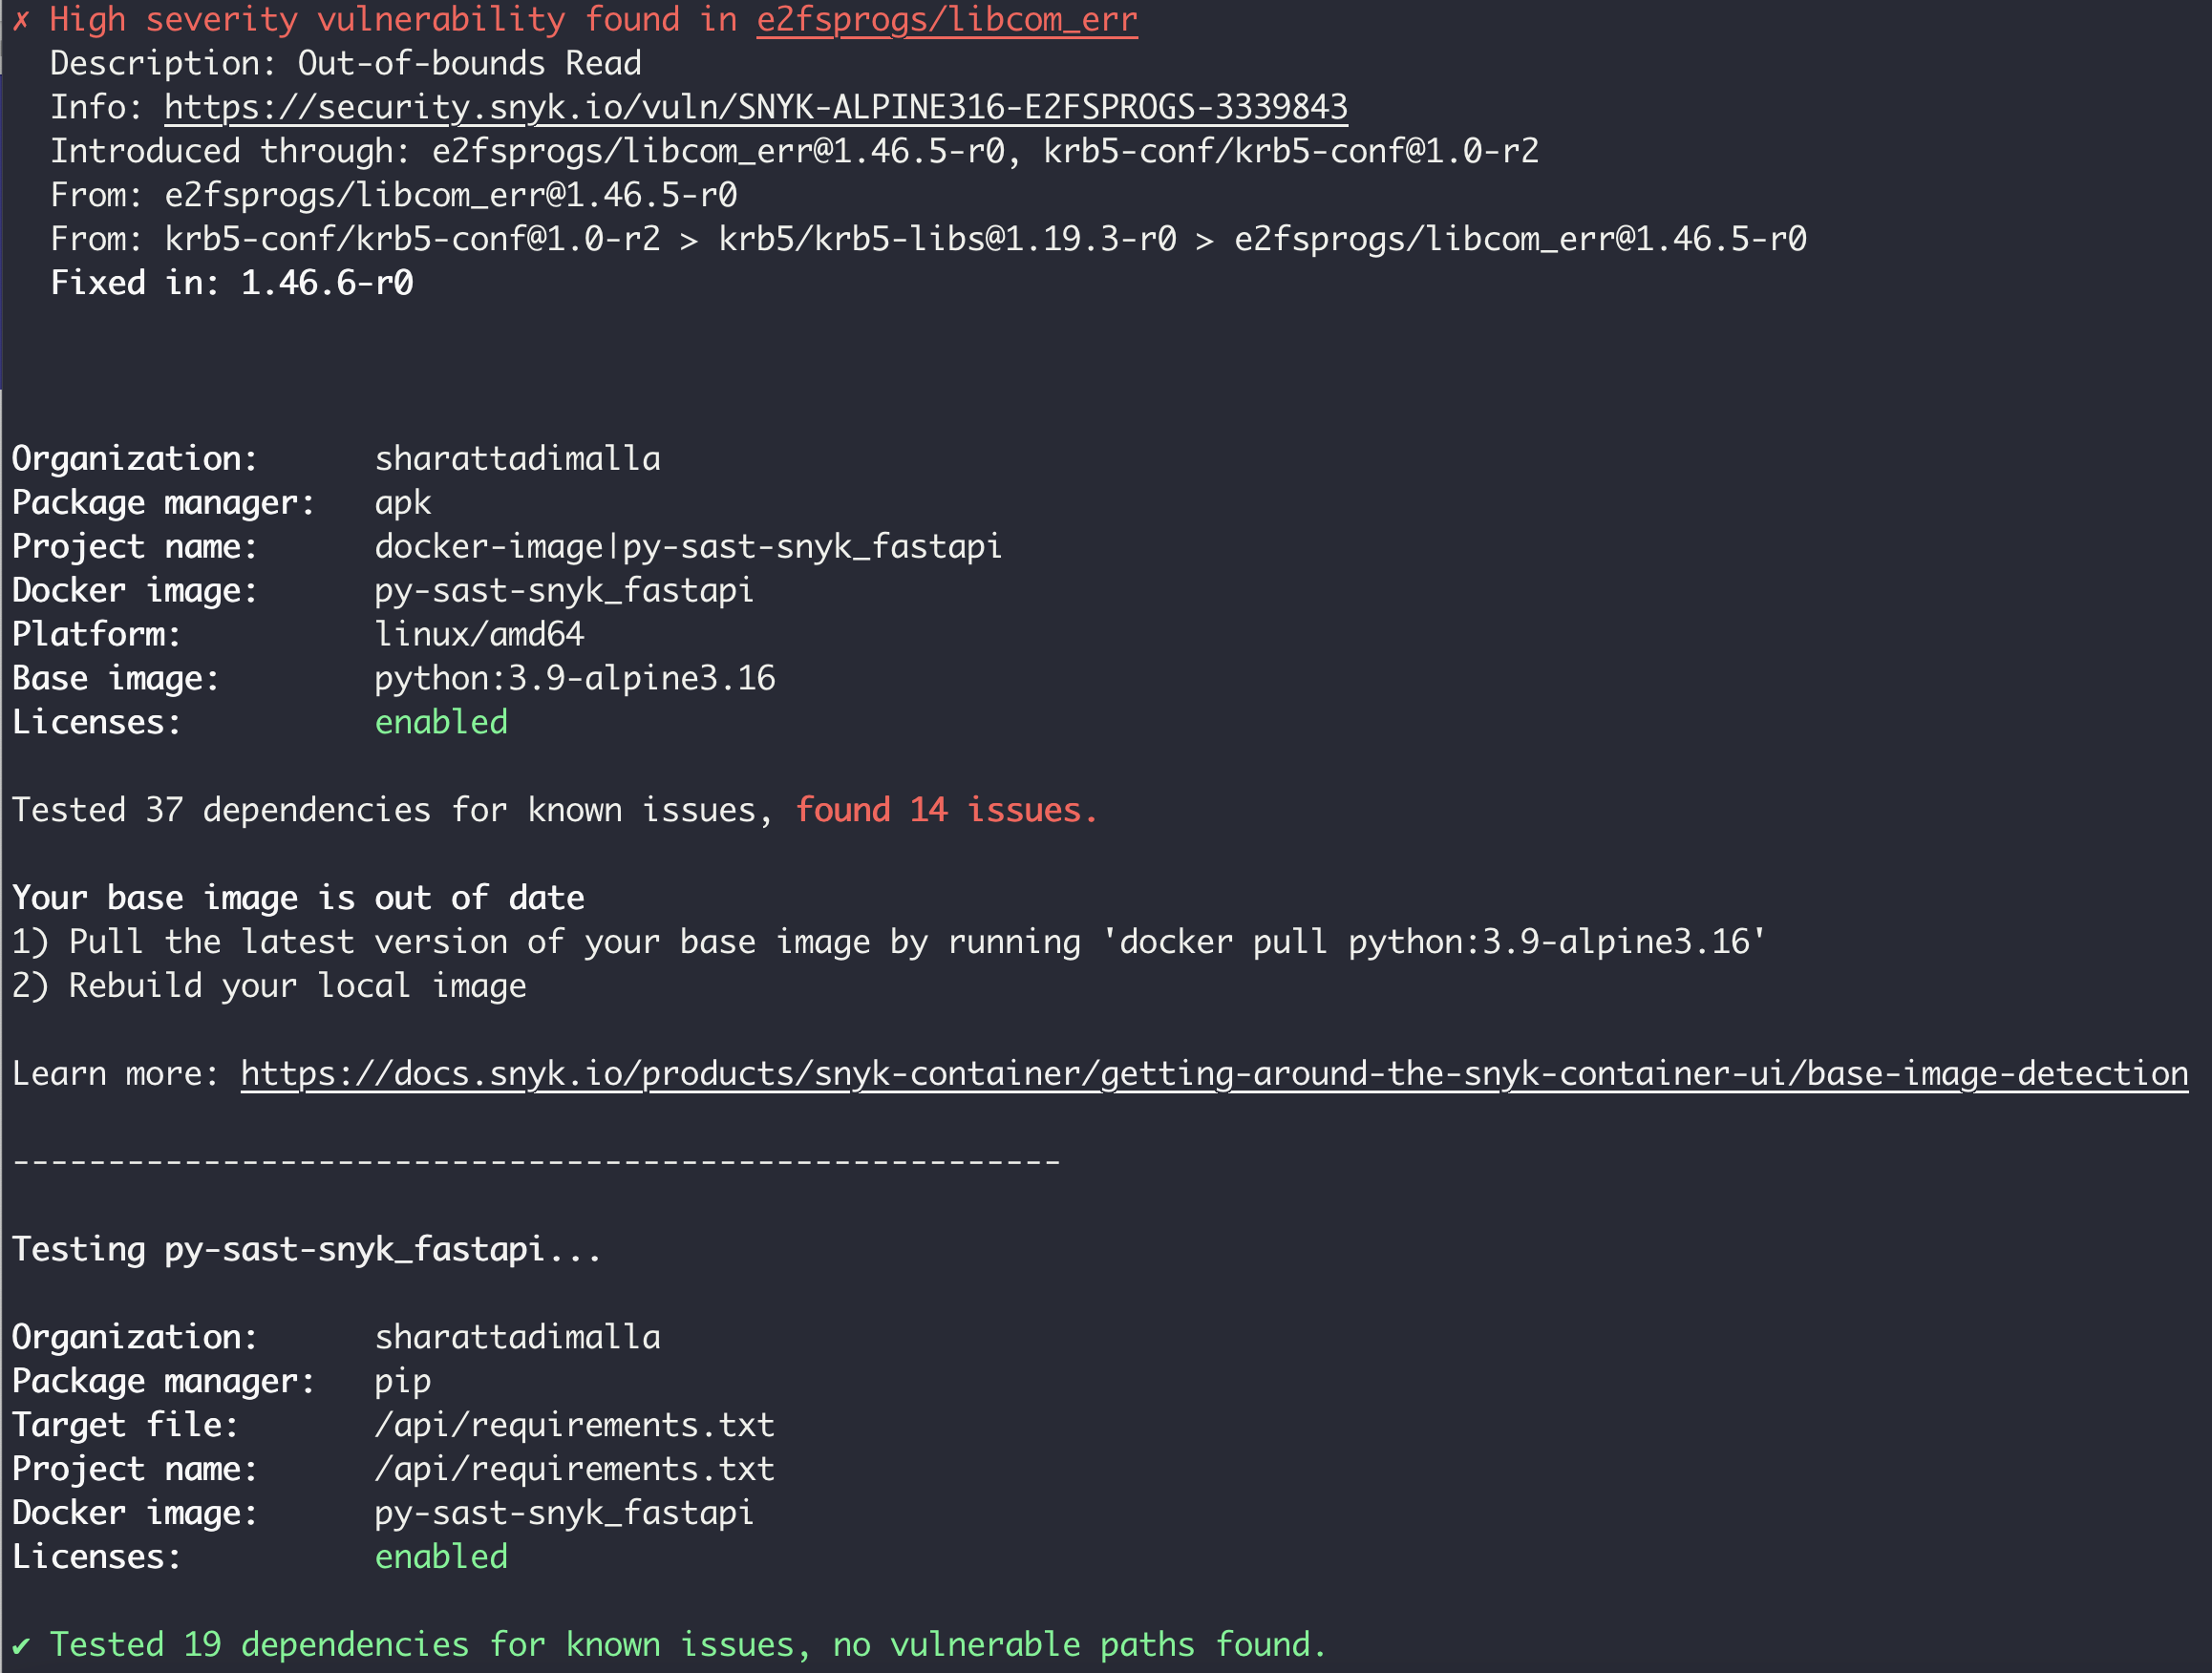 ✗ High severity vulnerability found in e2fsprogs/libcom_err
Description: Out-of-bounds Read
Info: https://security.snyk.io/vuln/SNYK-ALPINE316-E2FSPROGS-3339843
Introduced through: e2fsprogs/libcom_err@1.46.5-r0, krb5-conf/krb5-conf@1.0-r2
From: e2fsprogs/libcom_err@1.46.5-r0
From: krb5-conf/krb5-conf@1.0-r2 > krb5/krb5-libs@1.19.3-r0 > e2fsprogs/libcom_err@1.46.5-r0
Fixed in: 1.46.6-r0
Organization: sharattadimalla
Package manager: apk
Project name: docker-image|py-sast-snyk_fastapi
Docker image: py-sast-snyk_fastapi
Platform: linux/amd64
Base image: python:3.9-alpine3.16
Licenses: enabled
Tested 37 dependencies for known issues, found 14 issues.
Your base image is out of date
1) Pull the latest version of your base image by running 'docker pull python:3.9-alpine3.16'
2) Rebuild your local image
Learn more: https://docs.snyk.io/products/snyk-container/getting-around-the-snyk-container-ui/base-image-detection
-------------------------------------------------------
Testing py-sast-snyk_fastapi...
Organization: sharattadimalla
Package manager: pip
Target file: /api/requirements.txt
Project name: /api/requirements.txt
Docker image: py-sast-snyk_fastapi
Licenses: enabled
✔ Tested 19 dependencies for known issues, no vulnerable paths found.